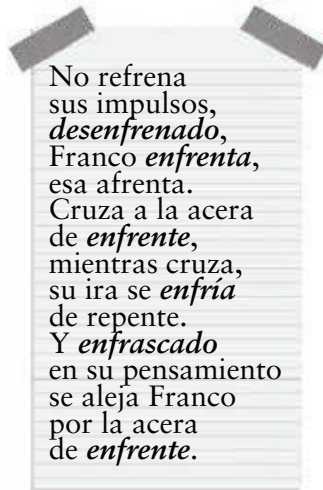 No refrena
sus impulsos,
desenfrenado,
Franco enfrenta,
esa afrenta.
Cruza a la acera
de enfrente,
mientras cruza,
su ira se enfría
de repente.
Y enfrascado
en su pensamiento
se aleja Franco
por la acera
de enfrente.